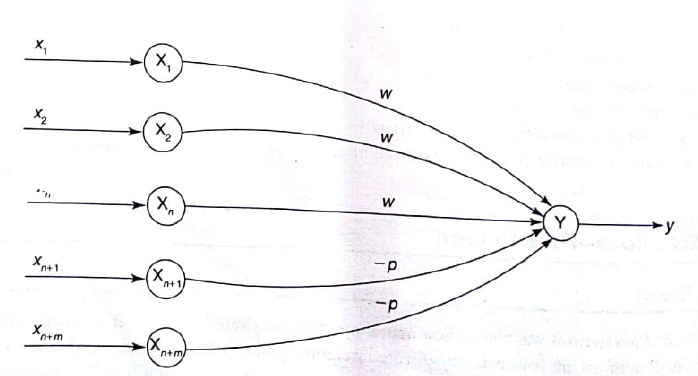 x₁
X₁
w
x₂
X₂
w
Xₙ
w
Y
y
xₙ₊₁
Xₙ₊₁
–p
xₙ₊ₘ
Xₙ₊ₘ
–p